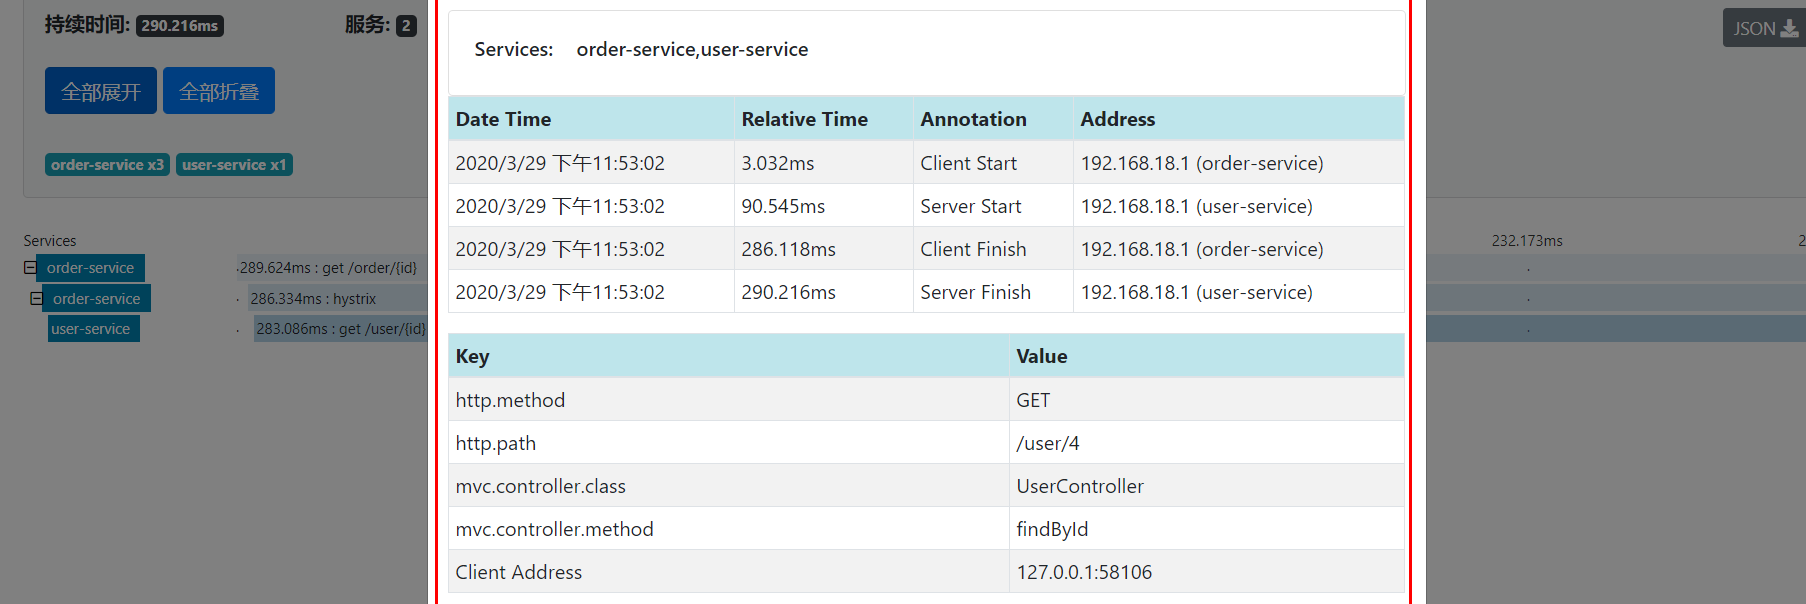 持续时间: 290.216ms 服务: 2
全部展开 全部折叠
order-service x3 user-service x1
Services
order-service 289.624ms : get /order/{id}
order-service 286.334ms : hystrix
user-service 283.086ms : get /user/{id}
Services: order-service,user-service
Date Time Relative Time Annotation Address
2020/3/29 下午11:53:02 3.032ms Client Start 192.168.18.1 (order-service)
2020/3/29 下午11:53:02 90.545ms Server Start 192.168.18.1 (user-service)
2020/3/29 下午11:53:02 286.118ms Client Finish 192.168.18.1 (order-service)
2020/3/29 下午11:53:02 290.216ms Server Finish 192.168.18.1 (user-service)
Key Value
http.method GET
http.path /user/4
mvc.controller.class UserController
mvc.controller.method findById
Client Address 127.0.0.1:58106
JSON
232.173ms 2